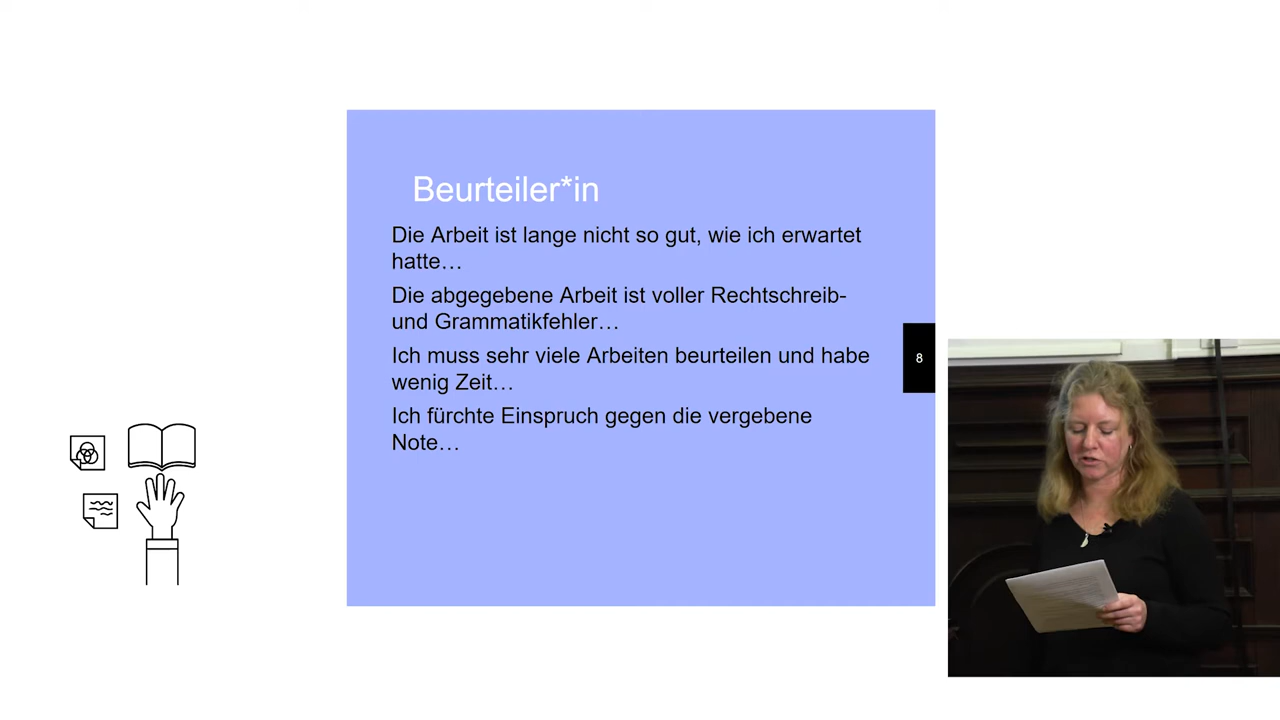 Beurteiler*in
Die Arbeit ist lange nicht so gut, wie ich erwartet
hatte…
Die abgegebene Arbeit ist voller Rechtschreib-
und Grammatikfehler…
Ich muss sehr viele Arbeiten beurteilen und habe
wenig Zeit…
Ich fürchte Einspruch gegen die vergebene
Note…
8